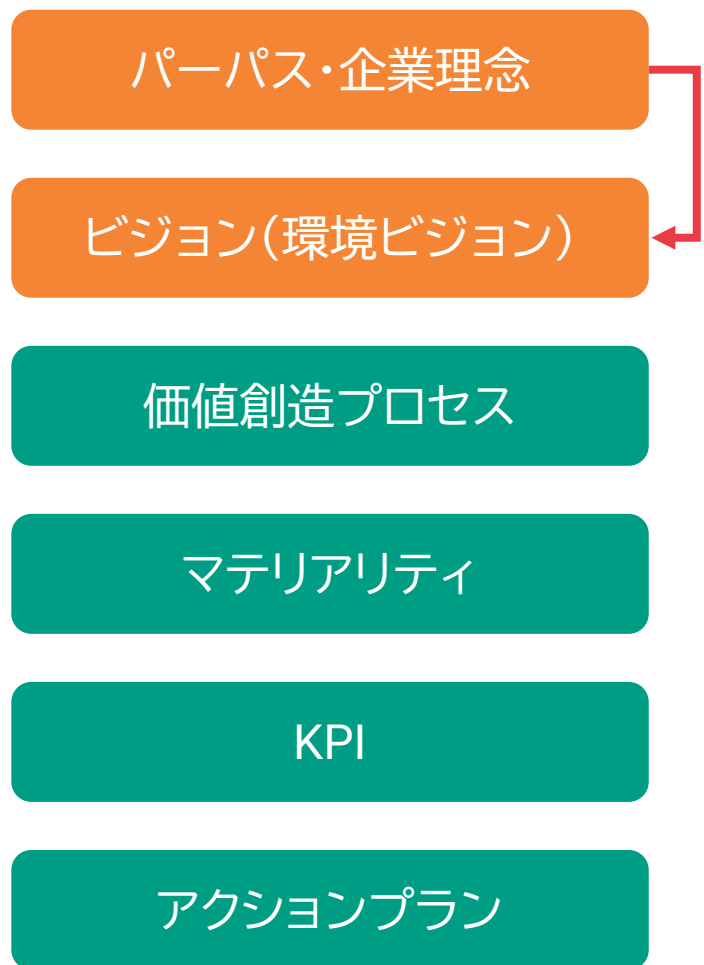 パーパス・企業理念
ビジョン(環境ビジョン)
価値創造プロセス
マテリアリティ
KPI
アクションプラン